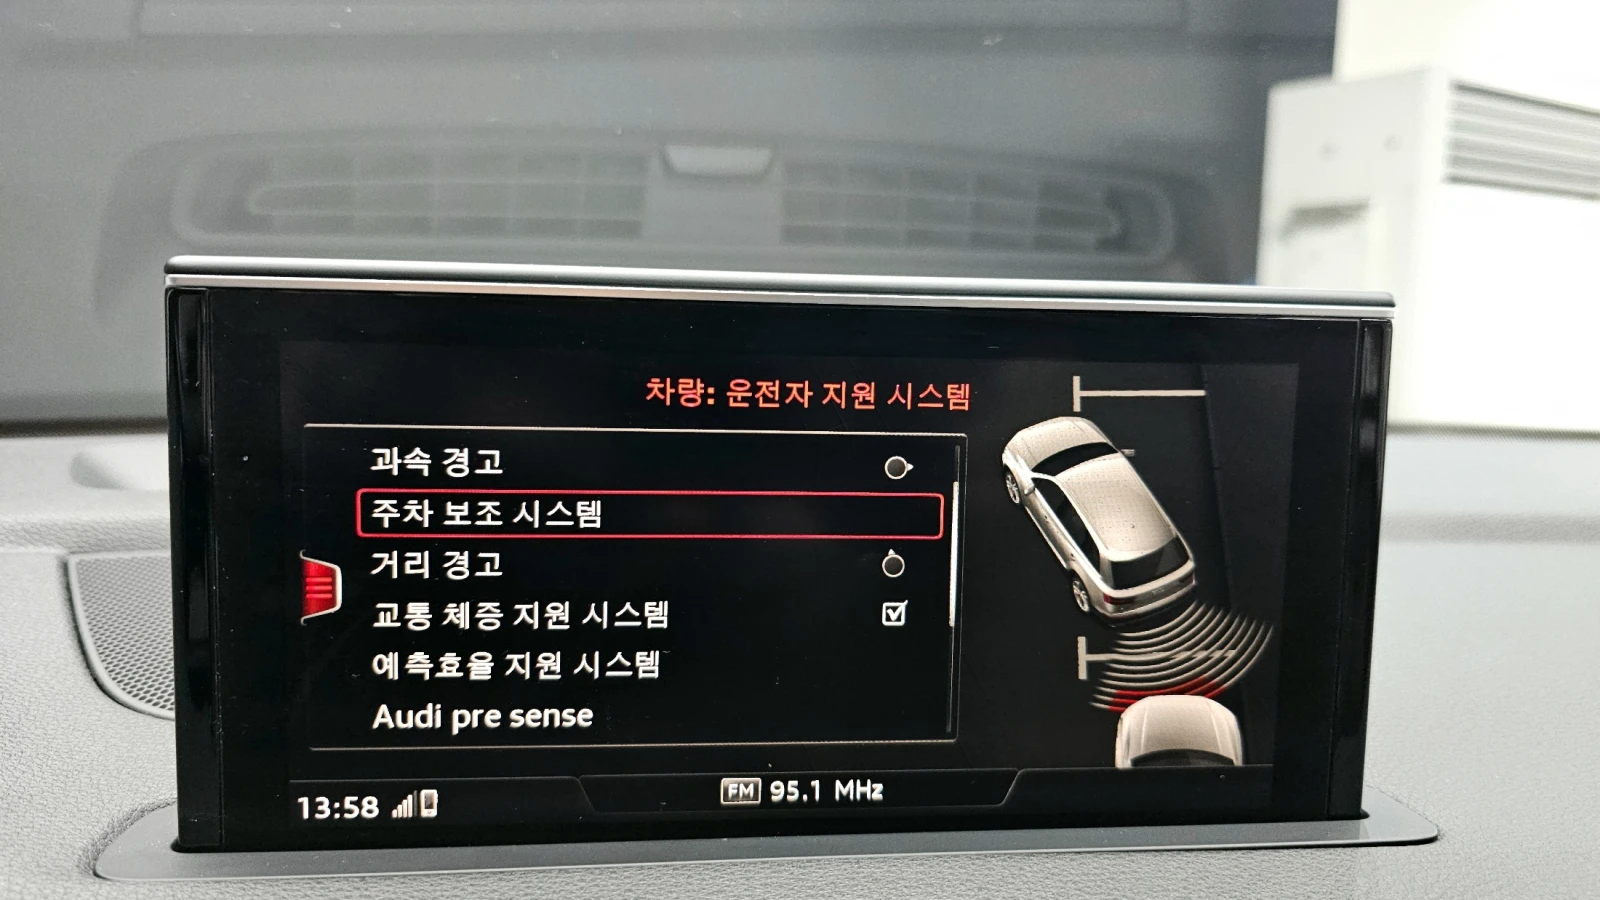 차량: 운전자 지원 시스템
과속 경고
주차 보조 시스템
거리 경고
교통 체증 지원 시스템
예측효율 지원 시스템
Audi pre sense
13:58
FM 95.1 MHz